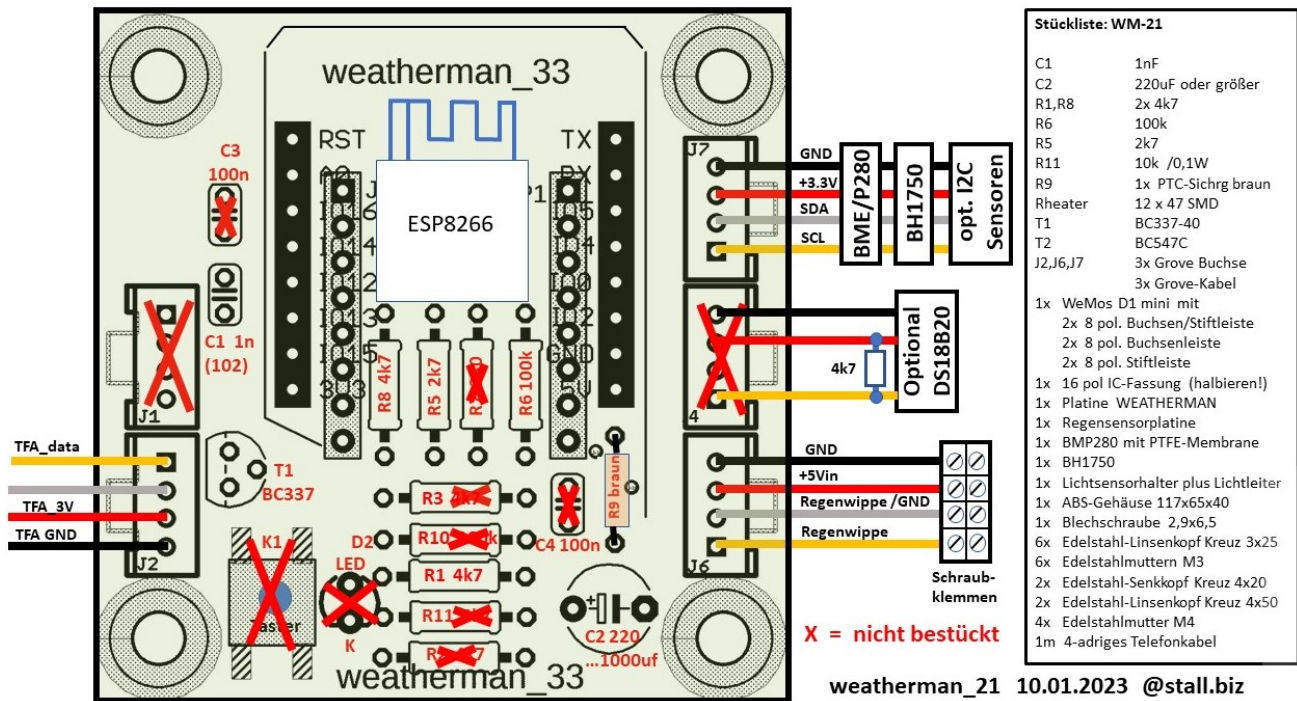 weatherman_33
C3
100n
RST
TX
ESP8266
C1 1n
(102)
R8 4k7
R5 2k7
R6 100k
J1
TFA_data
TFA_3V
TFA GND
J2
T1
BC337
K1
D2
LED
K
R3 4k7
R10
R1 4k7
R11
C4 100n
R9 braun
C2 220
...1000uf
weatherman_33
J7
GND
+3.3V
SDA
SCL
BME/P280
BH1750
opt. I2C
Sensoren
4
4k7
Optional
DS18B20
GND
+5Vin
Regenwippe /GND
Regenwippe
J6
Schraub-
klemmen
X = nicht bestückt
Stückliste: WM-21
C1 1nF
C2 220uF oder größer
R1,R8 2x 4k7
R6 100k
R5 2k7
R11 10k /0,1W
R9 1x PTC-Sichrg braun
Rheater 12 x 47 SMD
T1 BC337-40
T2 BC547C
J2,J6,J7 3x Grove Buchse
3x Grove-Kabel
1x WeMos D1 mini mit
2x 8 pol. Buchsen/Stiftleiste
2x 8 pol. Buchsenleiste
2x 8 pol. Stiftleiste
1x 16 pol IC-Fassung (halbieren!)
1x Platine WEATHERMAN
1x Regensensorplatine
1x BMP280 mit PTFE-Membrane
1x BH1750
1x Lichtsensorhalter plus Lichtleiter
1x ABS-Gehäuse 117x65x40
1x Blechschraube 2,9x6,5
6x Edelstahl-Linsenkopf Kreuz 3x25
6x Edelstahlmuttern M3
2x Edelstahl-Senkkopf Kreuz 4x20
2x Edelstahl-Linsenkopf Kreuz 4x50
4x Edelstahlmutter M4
1m 4-adriges Telefonkabel
weatherman_21 10.01.2023 @stall.biz